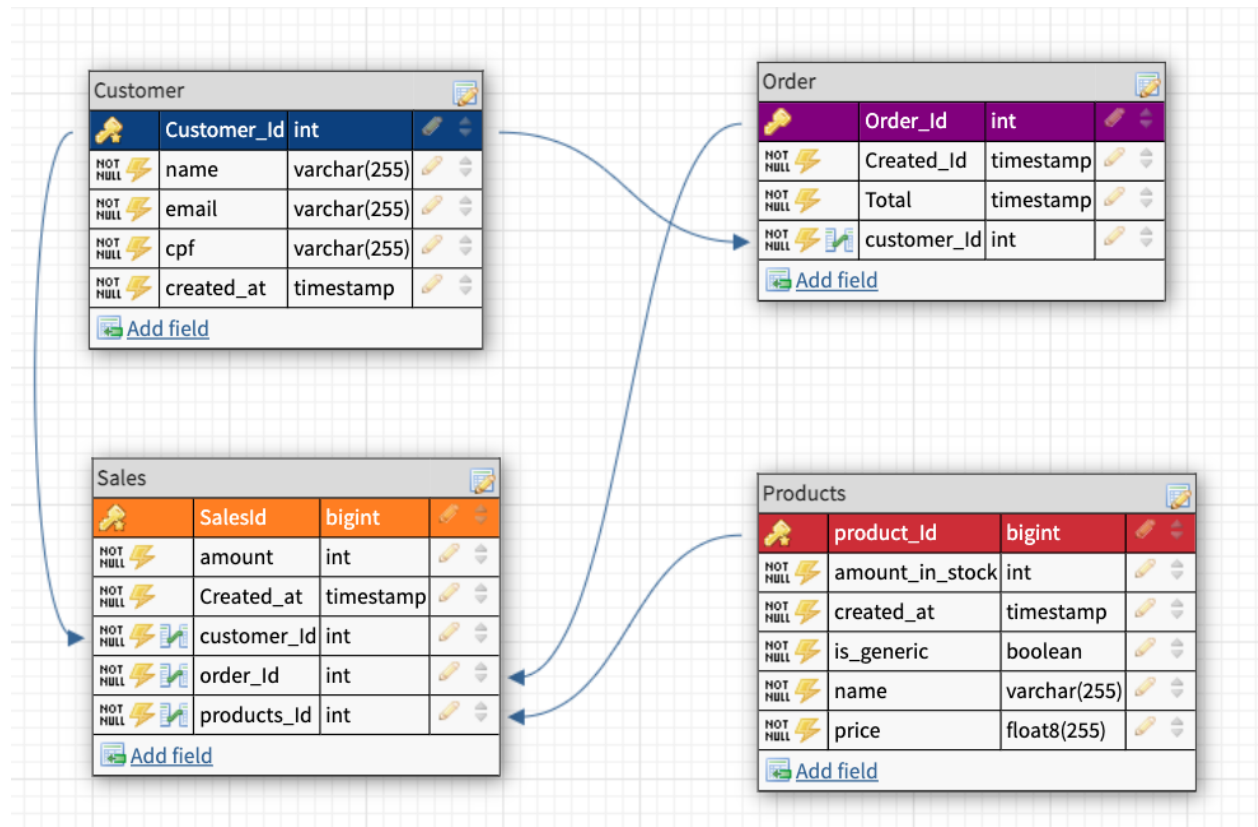 Customer
Customer_Id int
NOT NULL name varchar(255)
NOT NULL email varchar(255)
NOT NULL cpf varchar(255)
NOT NULL created_at timestamp
Add field
Order
Order_Id int
NOT NULL Created_Id timestamp
NOT NULL Total timestamp
NOT NULL customer_Id int
Add field
Sales
SalesId bigint
NOT NULL amount int
NOT NULL Created_at timestamp
NOT NULL customer_Id int
NOT NULL order_Id int
NOT NULL products_Id int
Add field
Products
product_Id bigint
NOT NULL amount_in_stock int
NOT NULL created_at timestamp
NOT NULL is_generic boolean
NOT NULL name varchar(255)
NOT NULL price float8(255)
Add field